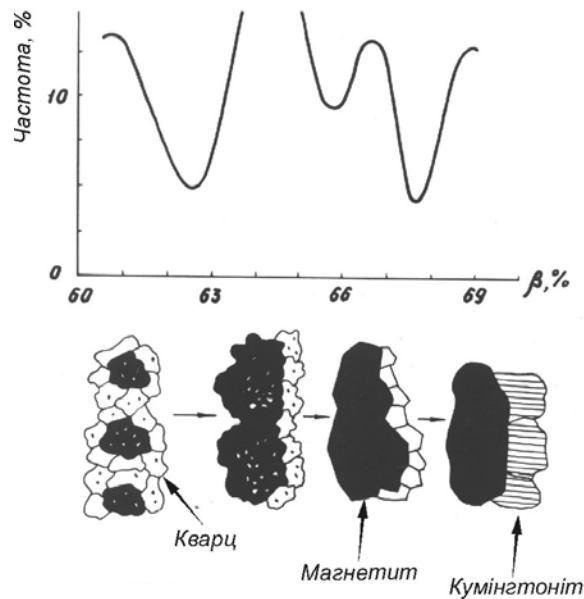 Частота, %
10
0
60
63
66
69
β,%
Кварц
Магнетит
Кумінгтоніт